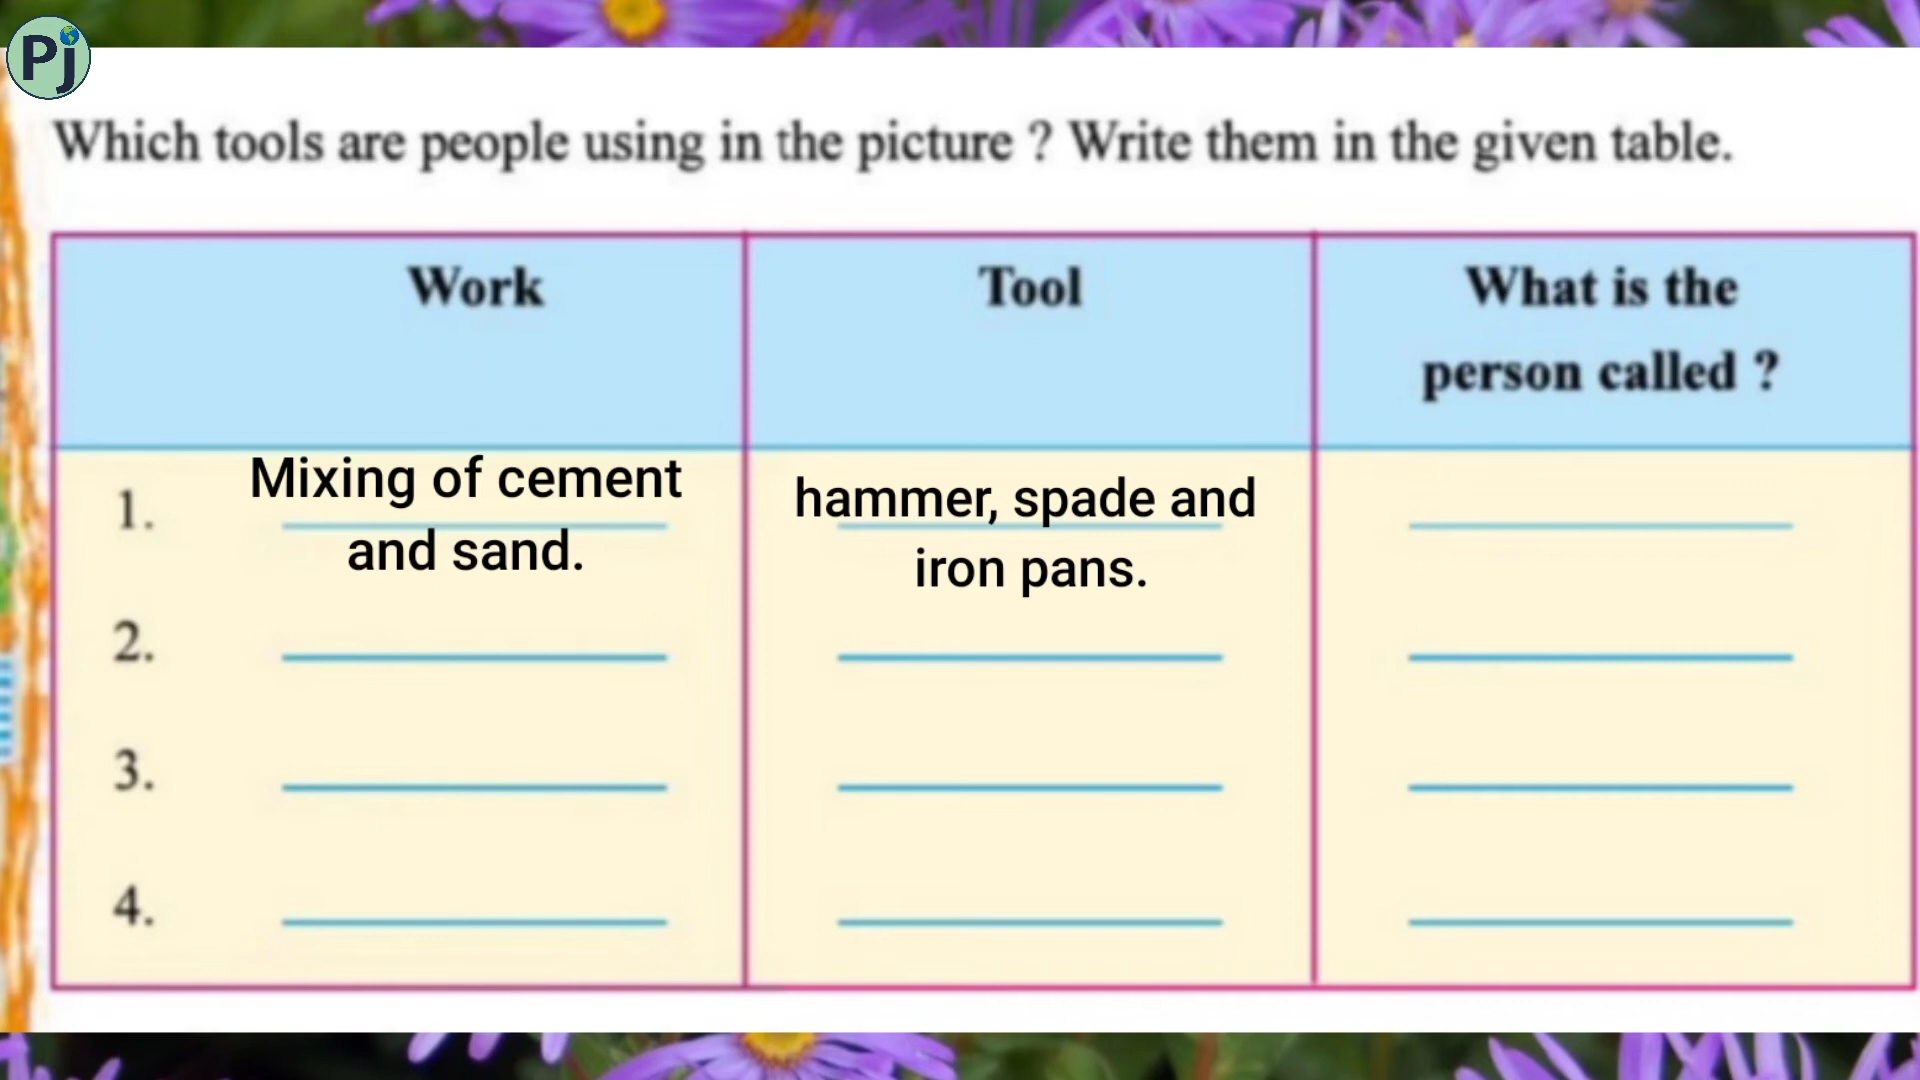 Pj
Which tools are people using in the picture ? Write them in the given table.
Work
Tool
What is the
person called ?
1.
Mixing of cement
and sand.
hammer, spade and
iron pans.
2.
3.
4.